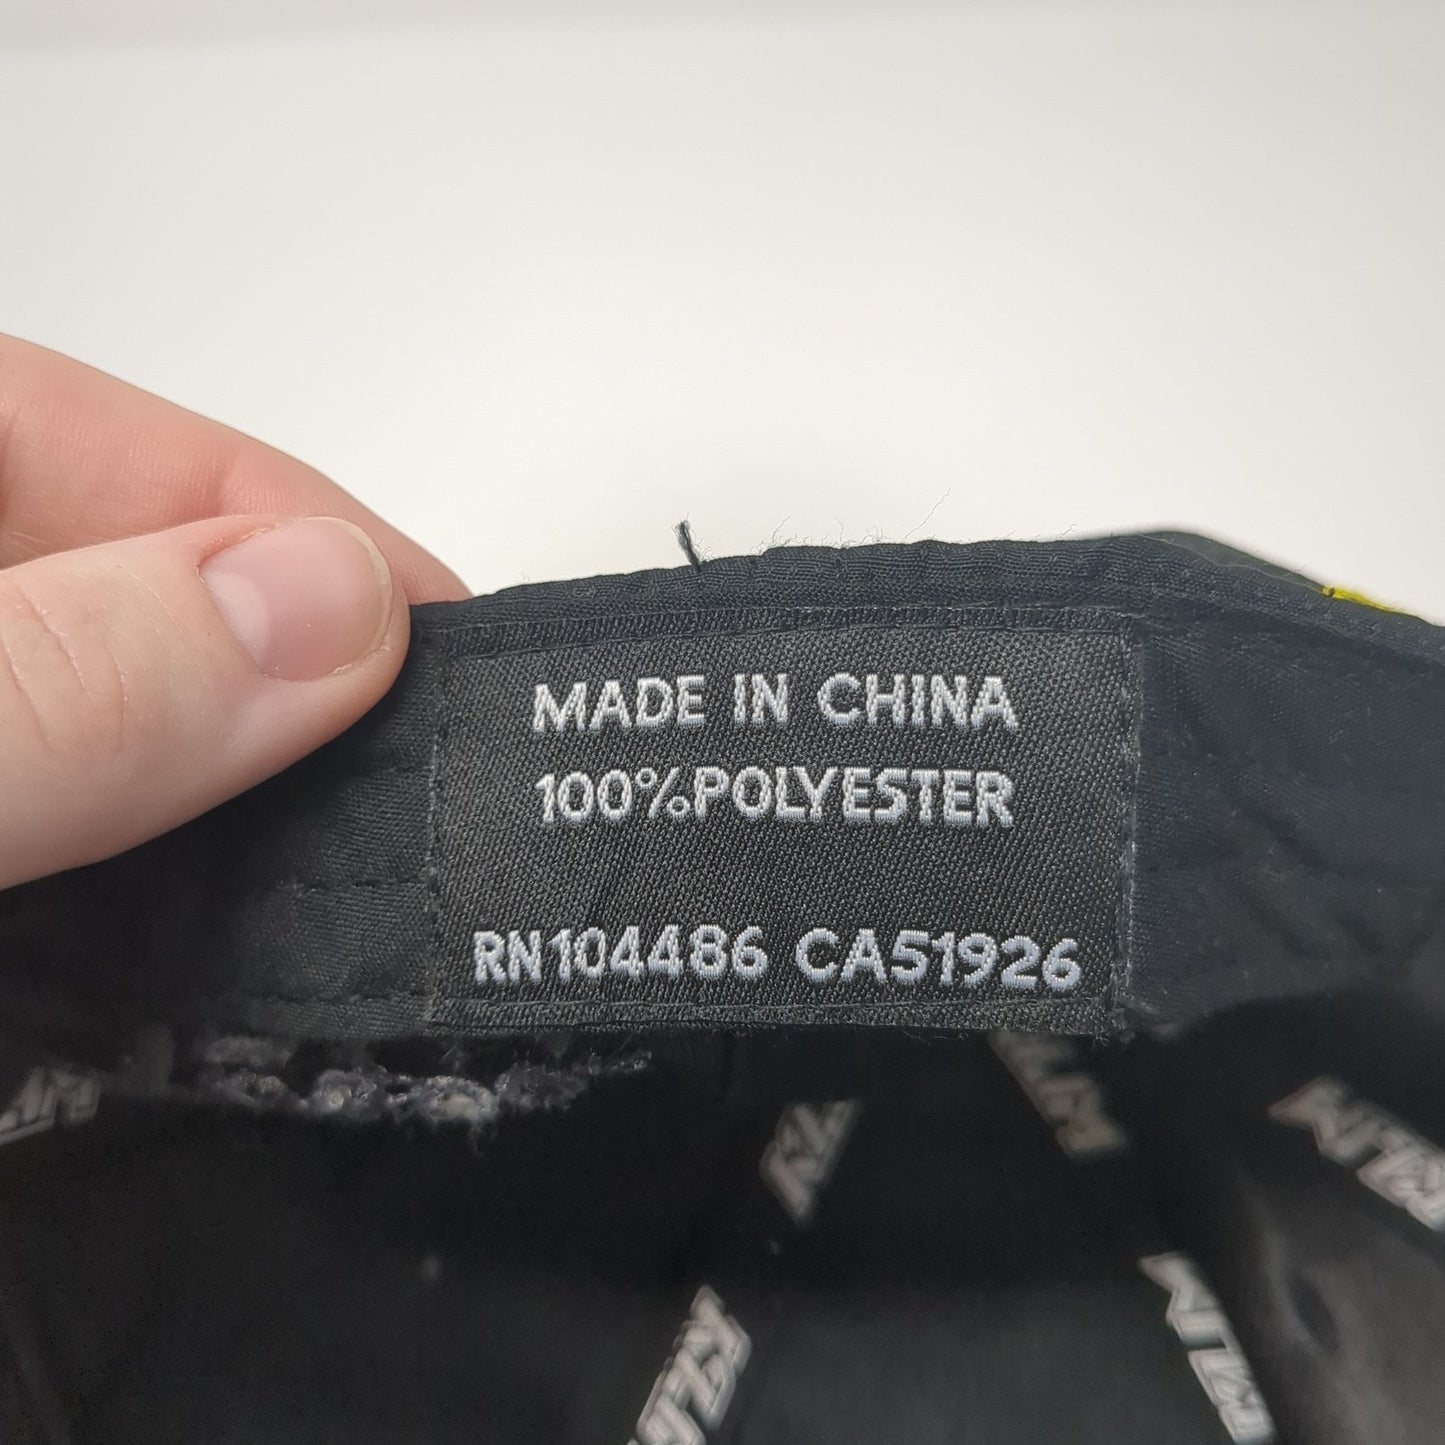 MADE IN CHINA
100%POLYESTER
RN104486 CA51926